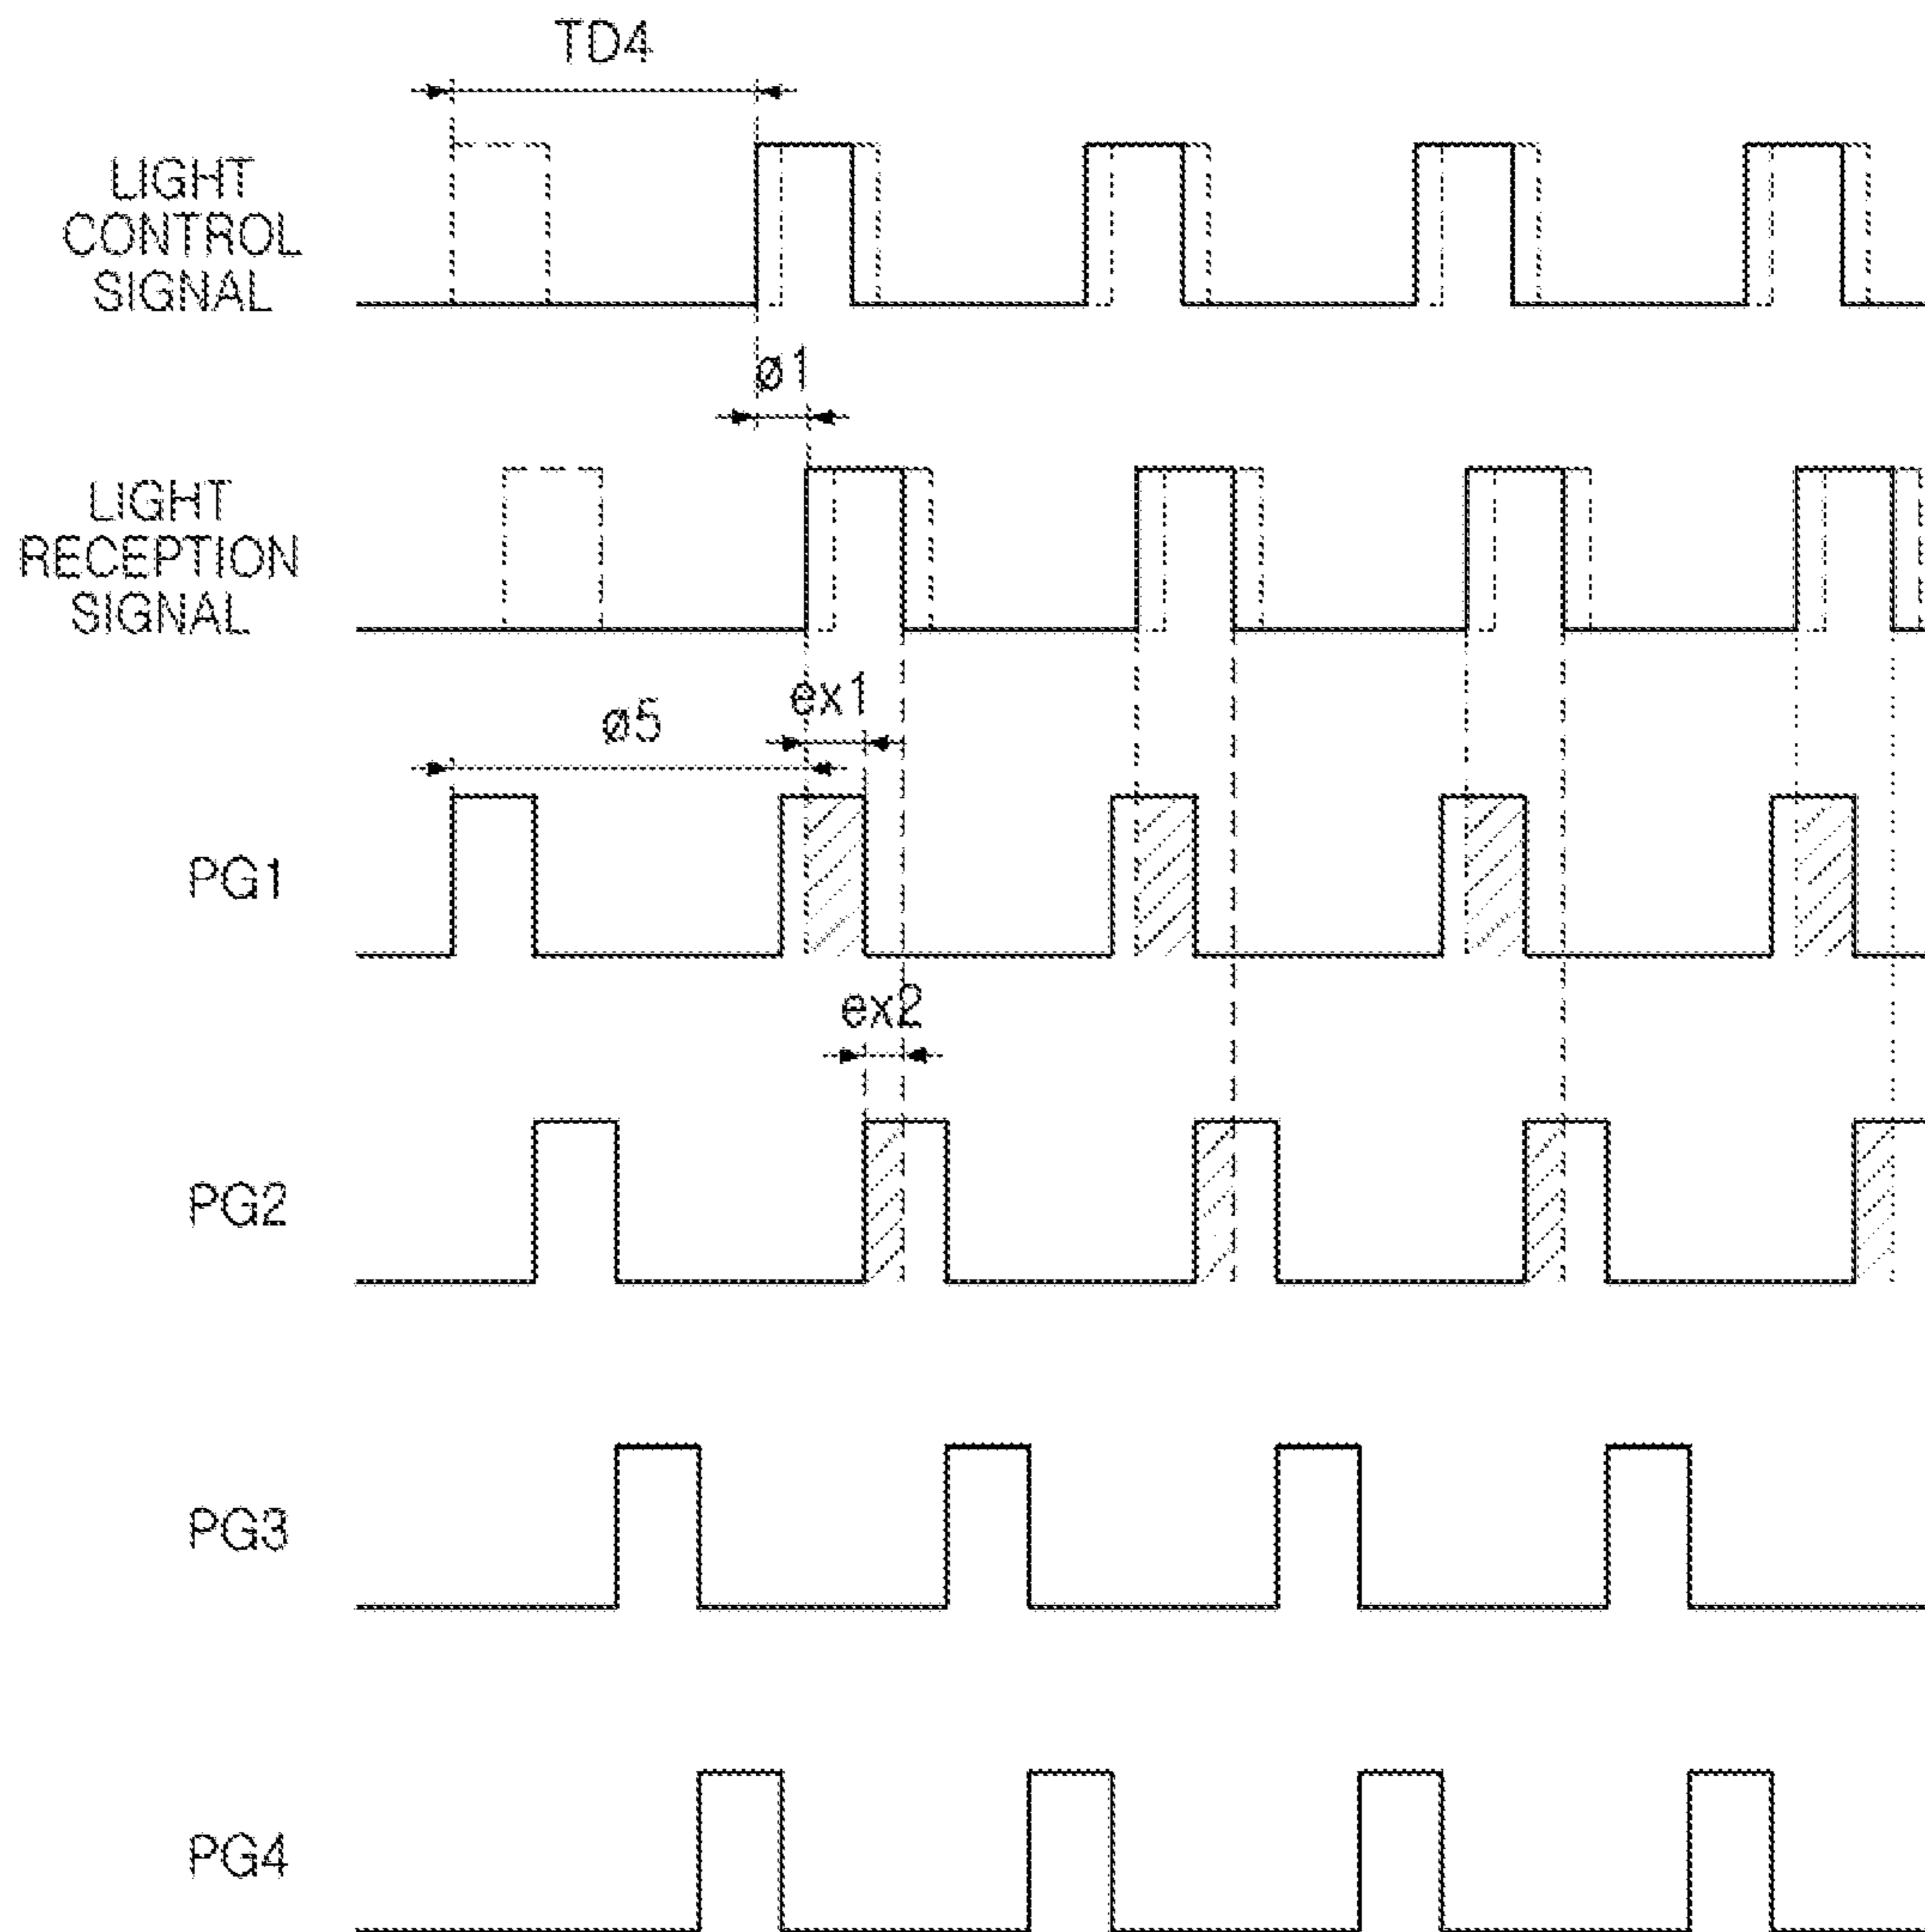 TD4
LIGHT
CONTROL
SIGNAL
ø1
LIGHT
RECEPTION
SIGNAL
ex1
ø5
PG1
ex2
PG2
PG3
PG4